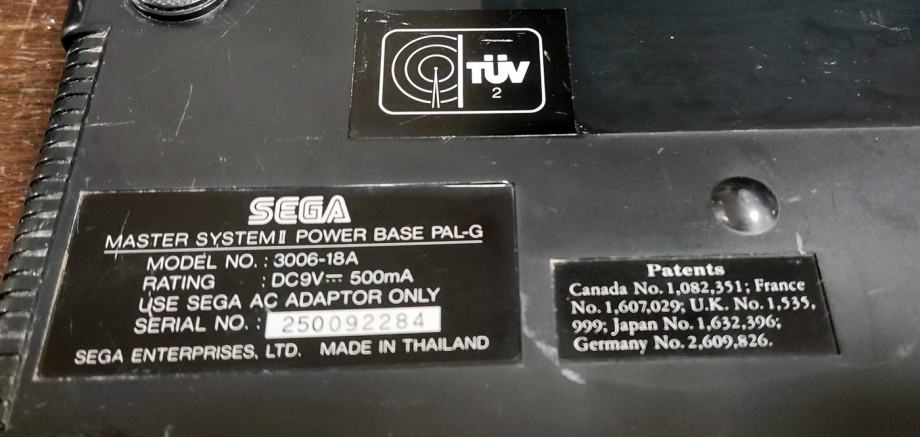 TÜV
2
SEGA
MASTER SYSTEM II POWER BASE PAL-G
MODEL NO. : 3006-18A
RATING : DC9V⎓ 500mA
USE SEGA AC ADAPTOR ONLY
SERIAL NO. : 250092284
SEGA ENTERPRISES, LTD. MADE IN THAILAND
Patents
Canada No. 1,082,351; France
No. 1,607,029; U.K. No. 1,535,
999; Japan No. 1,632,396;
Germany No. 2,609,826.